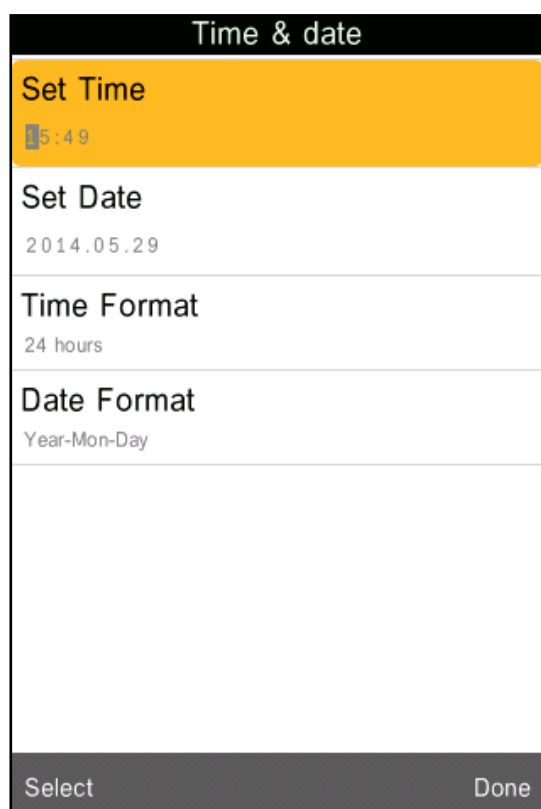 Time & date
Set Time
15:49
Set Date
2014.05.29
Time Format
24 hours
Date Format
Year-Mon-Day
Select Done